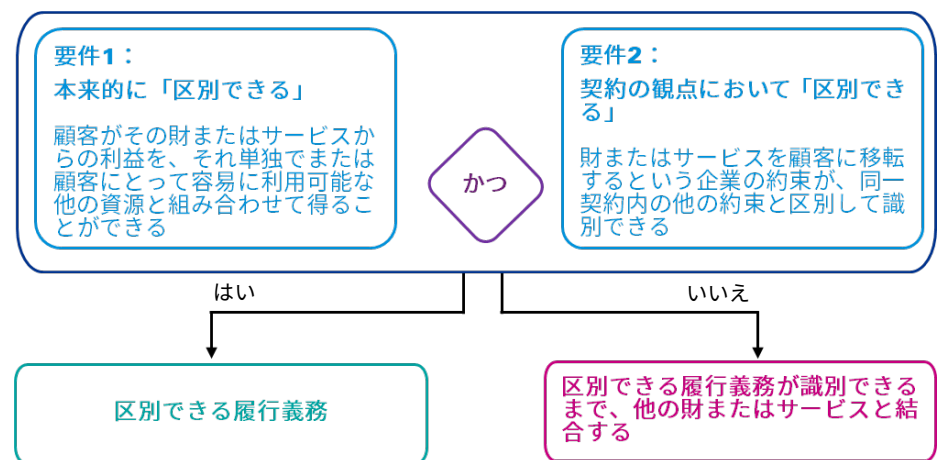 要件1：
本来的に「区別できる」
顧客がその財またはサービスか
らの利益を、それ単独でまたは
顧客にとって容易に利用可能な
他の資源と組み合わせて得るこ
とができる
かつ
要件2：
契約の観点において「区別でき
る」
財またはサービスを顧客に移転
するという企業の約束が、同一
契約内の他の約束と区別して識
別できる
はい
いいえ
区別できる履行義務
区別できる履行義務が識別できる
まで、他の財またはサービスと結
合する